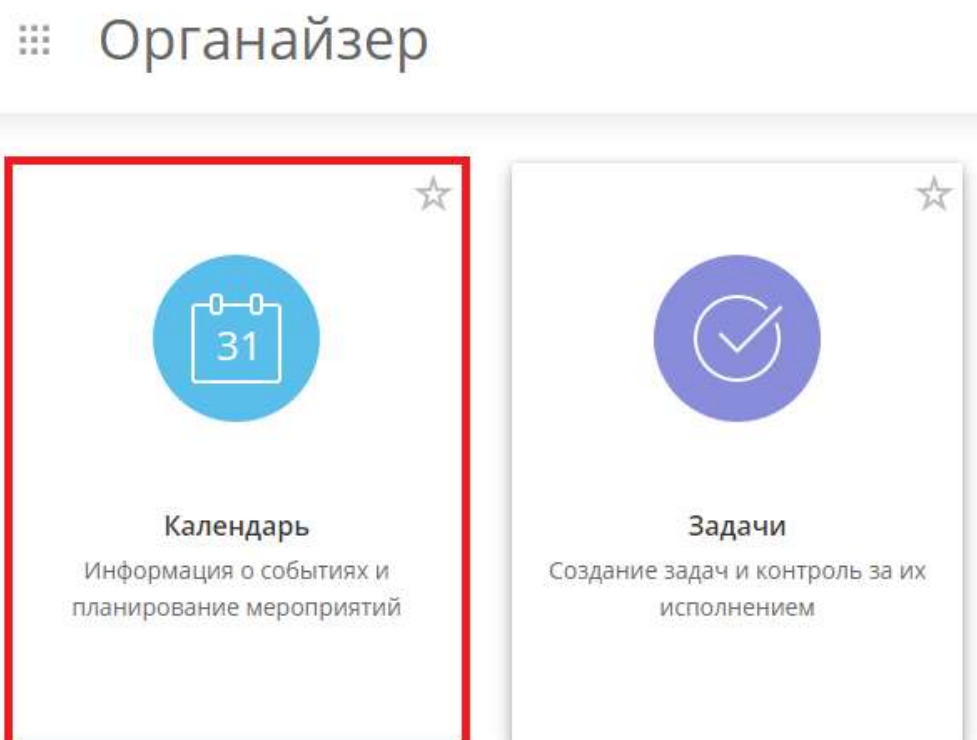 Органайзер
31
Календарь
Информация о событиях и
планирование мероприятий
Задачи
Создание задач и контроль за их
исполнением